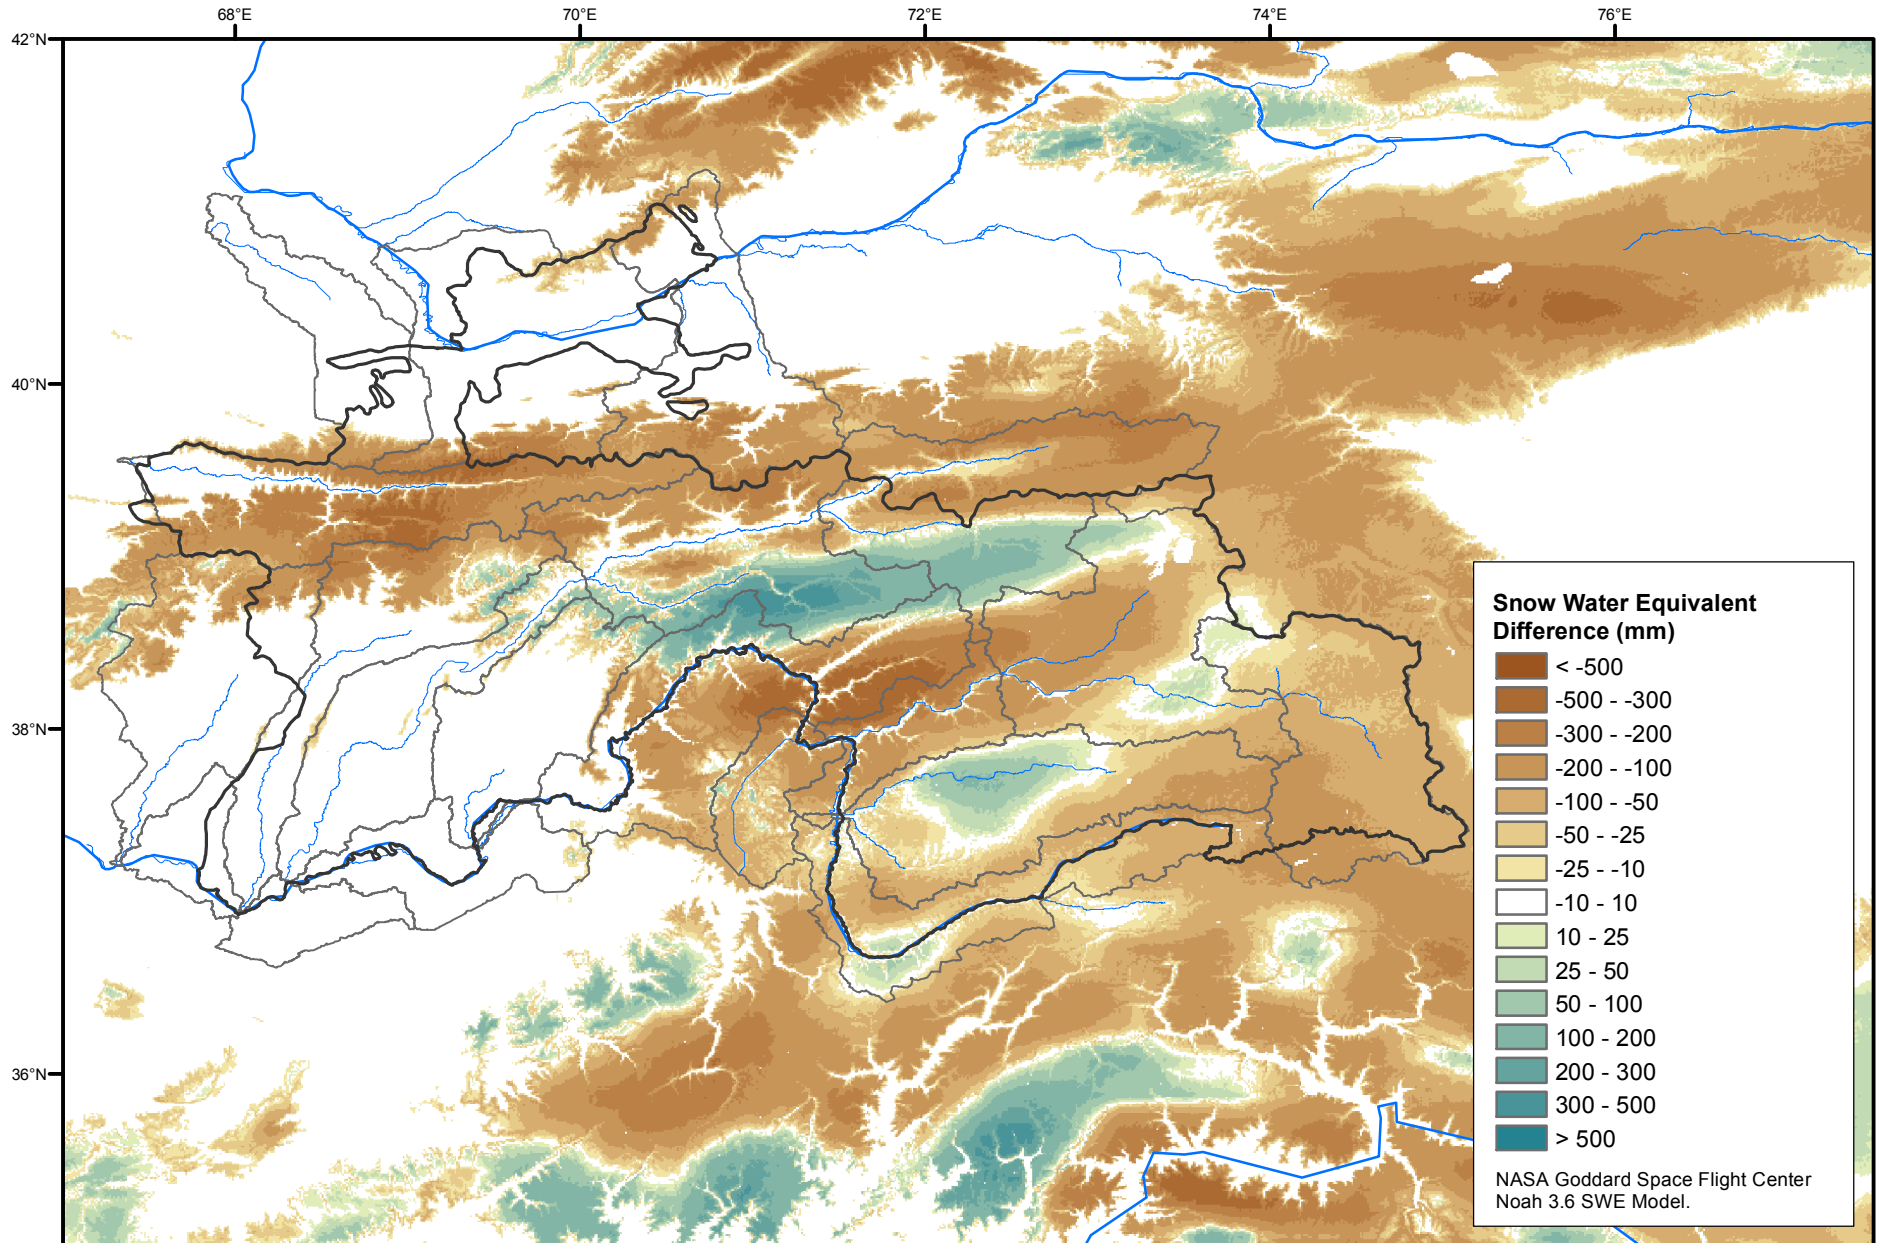 68°E 70°E 72°E 74°E 76°E
42°N
40°N
38°N
36°N
Snow Water Equivalent
Difference (mm)
< -500
-500 - -300
-300 - -200
-200 - -100
-100 - -50
-50 - -25
-25 - -10
-10 - 10
10 - 25
25 - 50
50 - 100
100 - 200
200 - 300
300 - 500
> 500
NASA Goddard Space Flight Center
Noah 3.6 SWE Model.